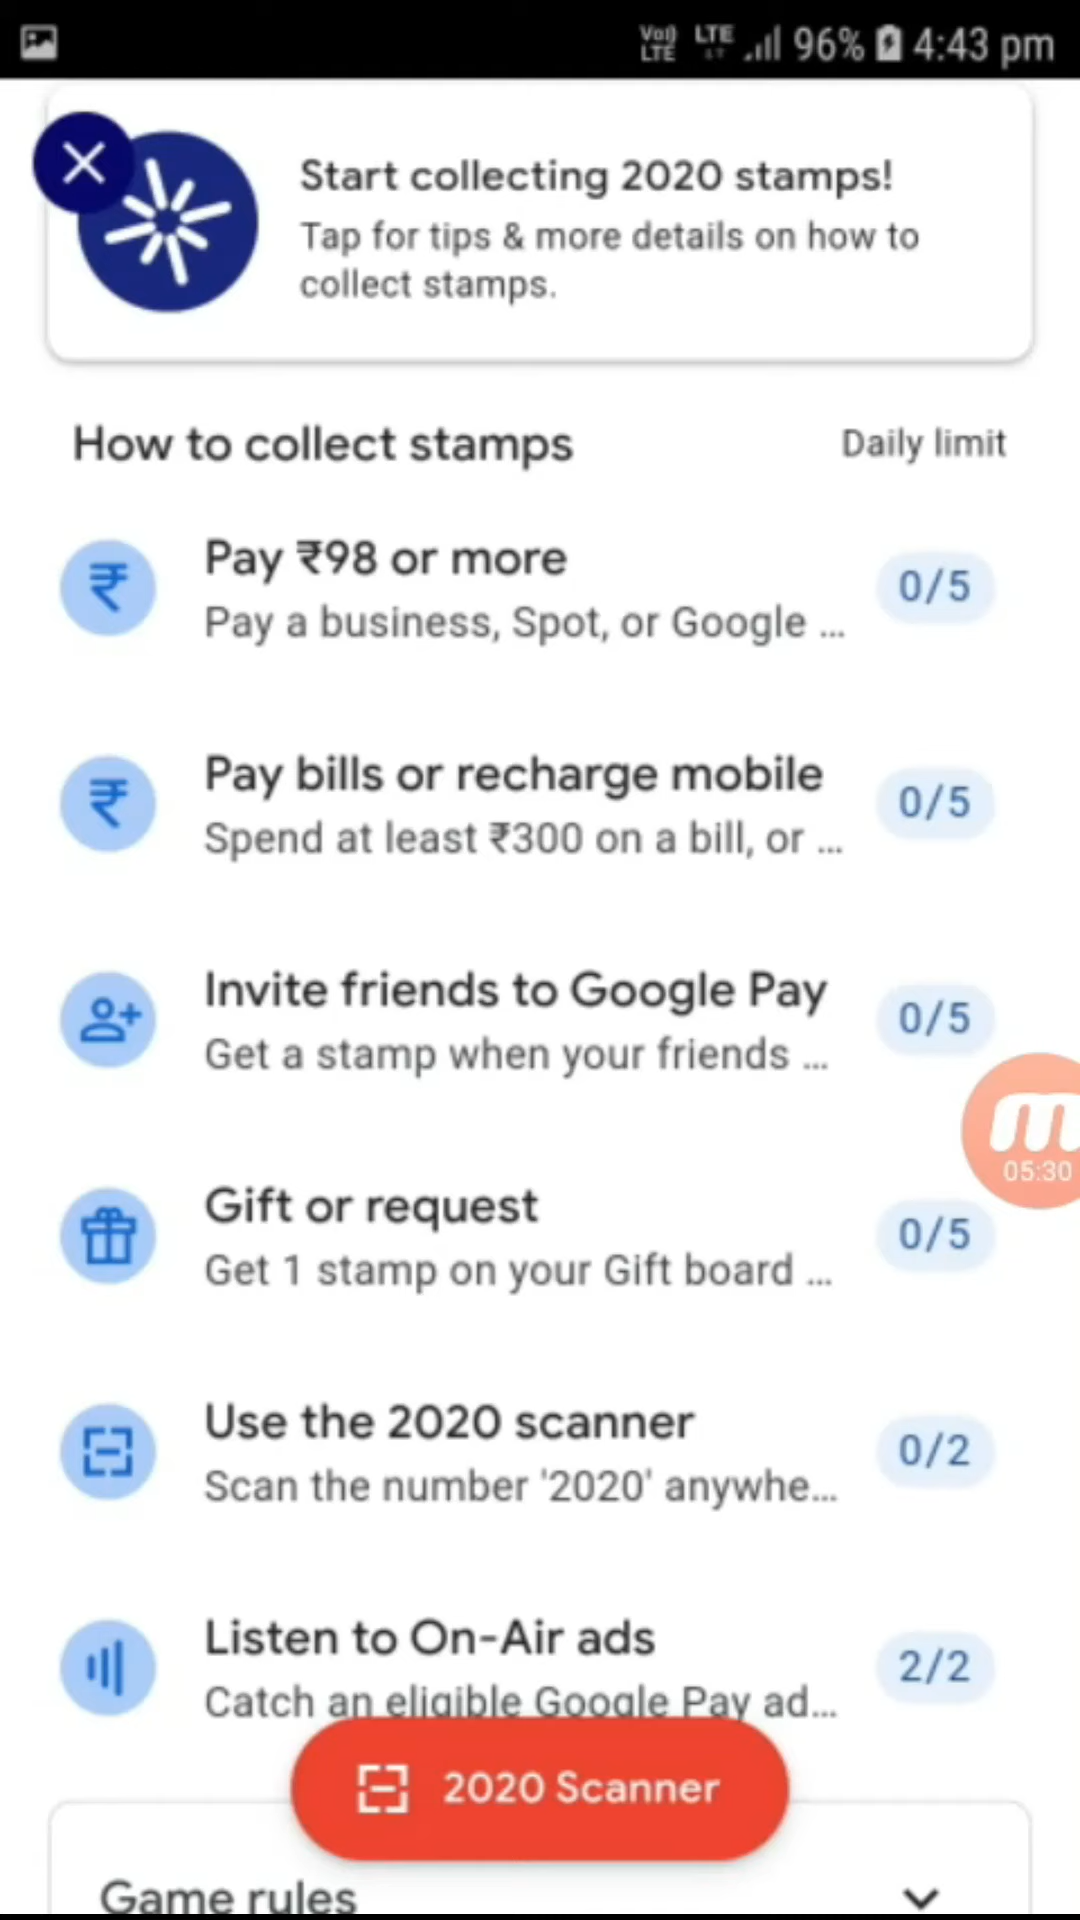 VoLTE LTE 96% 4:43 pm
Start collecting 2020 stamps!
Tap for tips & more details on how to
collect stamps.
How to collect stamps Daily limit
Pay ₹98 or more
Pay a business, Spot, or Google ...
0/5
Pay bills or recharge mobile
Spend at least ₹300 on a bill, or ...
0/5
Invite friends to Google Pay
Get a stamp when your friends ...
0/5
m
05:30
Gift or request
Get 1 stamp on your Gift board ...
0/5
Use the 2020 scanner
Scan the number '2020' anywhe...
0/2
Listen to On-Air ads
Catch an eligible Google Pay ad...
2/2
2020 Scanner
Game rules